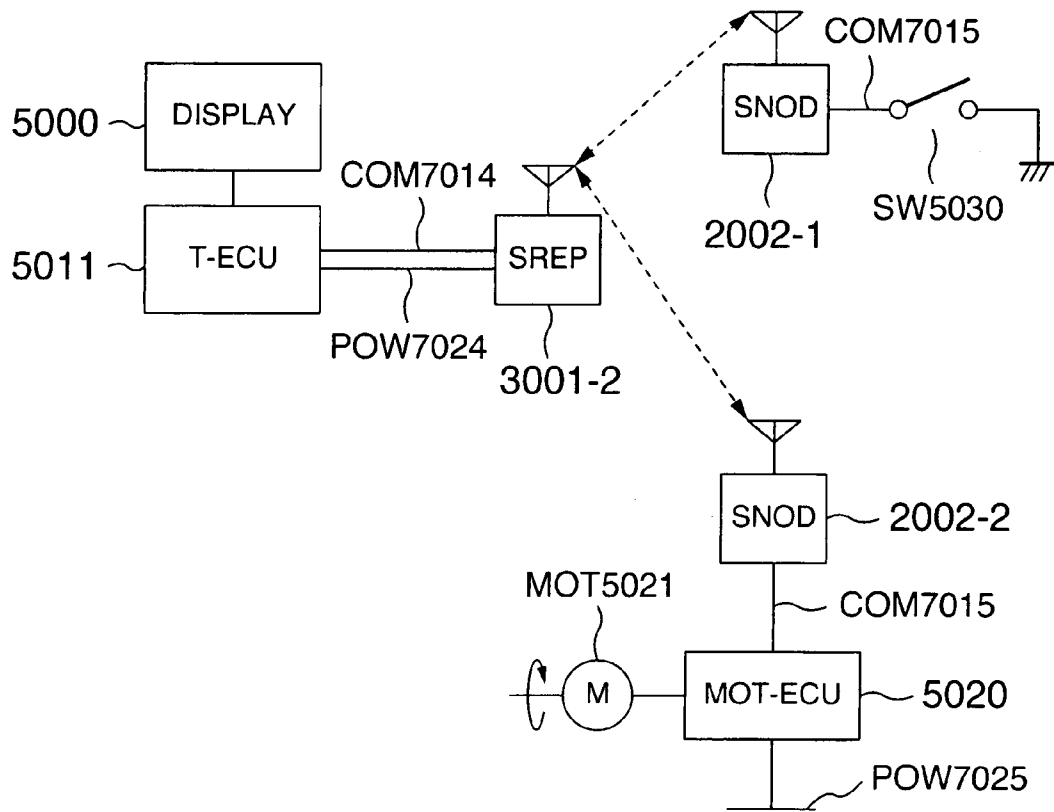 5000
DISPLAY
5011
T-ECU
COM7014
POW7024
SREP
3001-2
SNOD
COM7015
SW5030
2002-1
SNOD
2002-2
COM7015
MOT5021
M
MOT-ECU
5020
POW7025